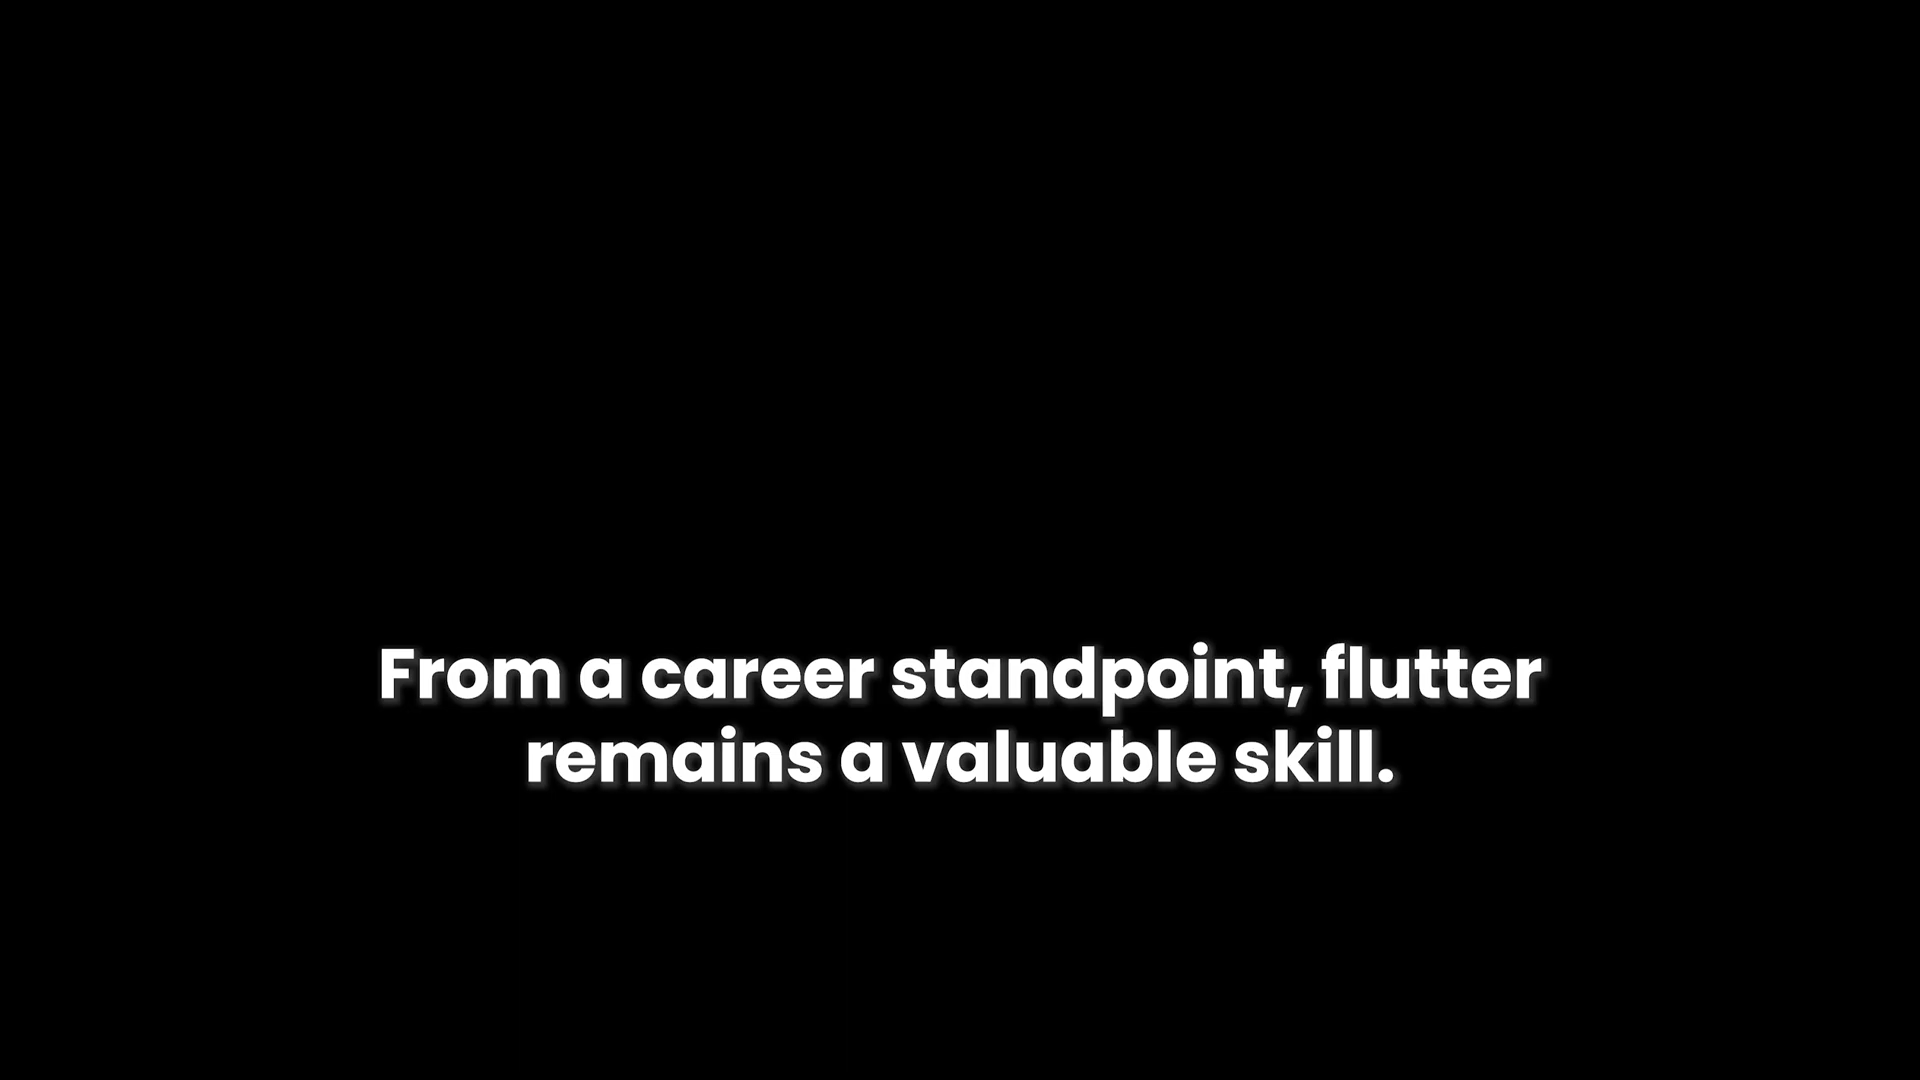 From a career standpoint, flutter
remains a valuable skill.